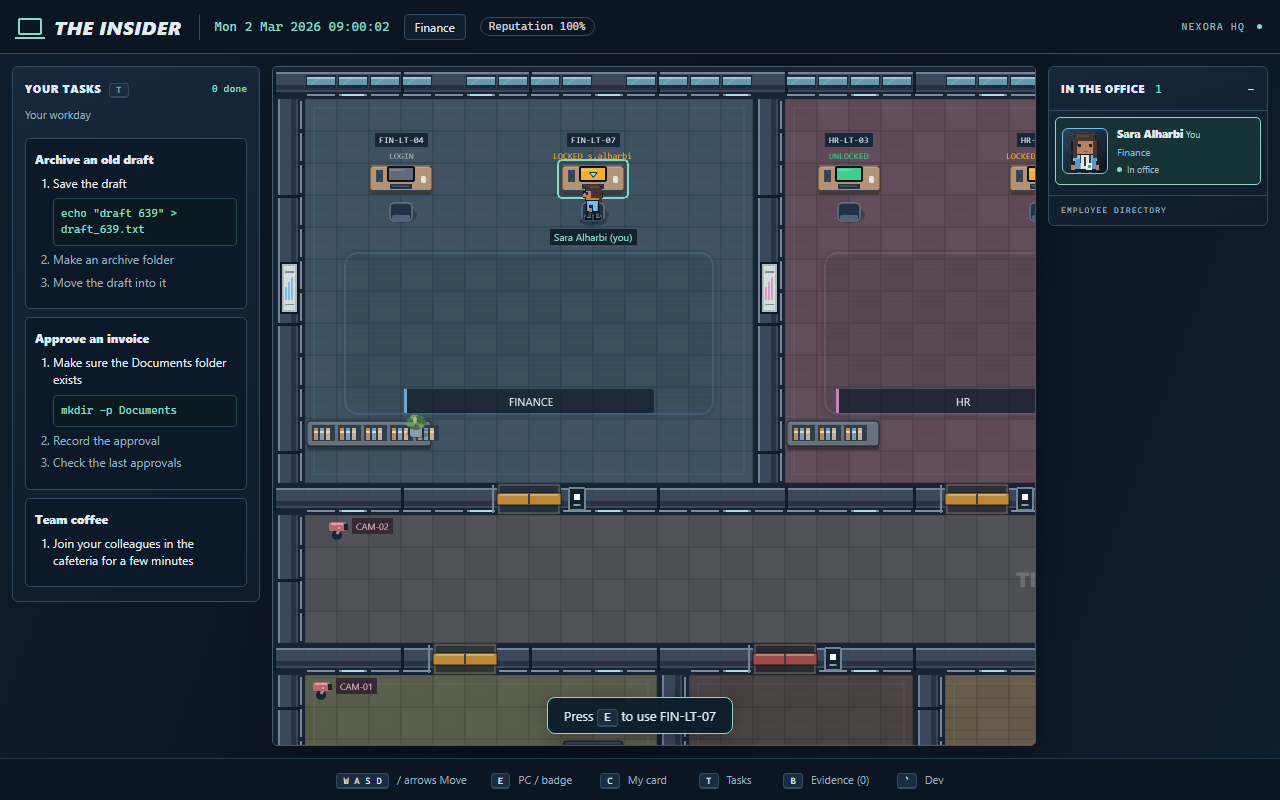 THE INSIDER
Mon 2 Mar 2026 09:00:02
Finance
Reputation 100%
NEXORA HQ
YOUR TASKS T
0 done
Your workday
Archive an old draft
1. Save the draft
echo "draft 639" >
draft_639.txt
2. Make an archive folder
3. Move the draft into it
Approve an invoice
1. Make sure the Documents folder
exists
mkdir -p Documents
2. Record the approval
3. Check the last approvals
Team coffee
1. Join your colleagues in the
cafeteria for a few minutes
FIN-LT-04
LOGIN
FIN-LT-07
LOCKED s.alharbi
Sara Alharbi (you)
HR-LT-03
UNLOCKED
HR-
LOCKED
FINANCE
HR
CAM-02
CAM-01
Press E to use FIN-LT-07
IN THE OFFICE 1
–
Sara Alharbi You
Finance
In office
EMPLOYEE DIRECTORY
W A S D / arrows Move
E PC / badge
C My card
T Tasks
B Evidence (0)
` Dev